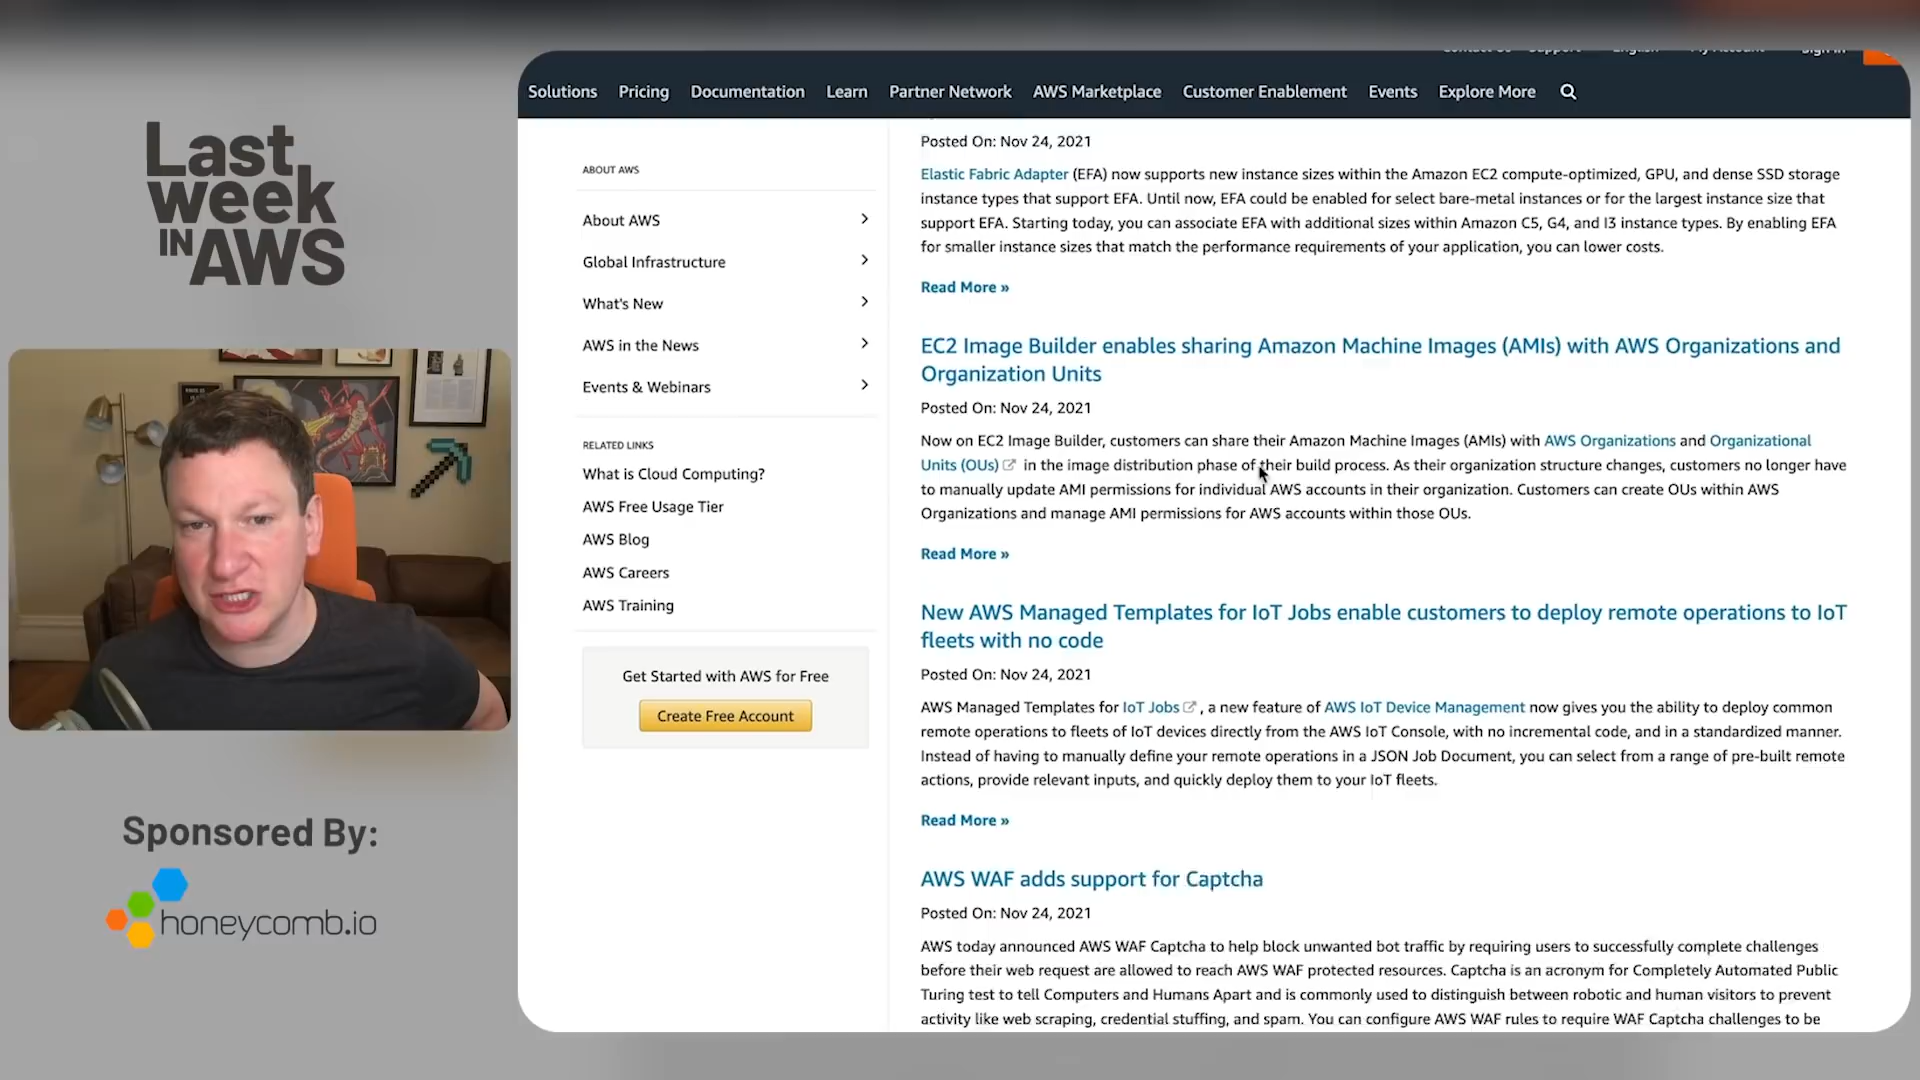 Last
week
IN AWS
Sponsored By:
honeycomb.io
Contact Us Support English My Account Sign In
Solutions Pricing Documentation Learn Partner Network AWS Marketplace Customer Enablement Events Explore More
ABOUT AWS
About AWS
Global Infrastructure
What's New
AWS in the News
Events & Webinars
RELATED LINKS
What is Cloud Computing?
AWS Free Usage Tier
AWS Blog
AWS Careers
AWS Training
Get Started with AWS for Free
Create Free Account
Posted On: Nov 24, 2021
Elastic Fabric Adapter (EFA) now supports new instance sizes within the Amazon EC2 compute-optimized, GPU, and dense SSD storage
instance types that support EFA. Until now, EFA could be enabled for select bare-metal instances or for the largest instance size that
support EFA. Starting today, you can associate EFA with additional sizes within Amazon C5, G4, and I3 instance types. By enabling EFA
for smaller instance sizes that match the performance requirements of your application, you can lower costs.
Read More »
EC2 Image Builder enables sharing Amazon Machine Images (AMIs) with AWS Organizations and
Organization Units
Posted On: Nov 24, 2021
Now on EC2 Image Builder, customers can share their Amazon Machine Images (AMIs) with AWS Organizations and Organizational
Units (OUs) in the image distribution phase of their build process. As their organization structure changes, customers no longer have
to manually update AMI permissions for individual AWS accounts in their organization. Customers can create OUs within AWS
Organizations and manage AMI permissions for AWS accounts within those OUs.
Read More »
New AWS Managed Templates for IoT Jobs enable customers to deploy remote operations to IoT
fleets with no code
Posted On: Nov 24, 2021
AWS Managed Templates for IoT Jobs , a new feature of AWS IoT Device Management now gives you the ability to deploy common
remote operations to fleets of IoT devices directly from the AWS IoT Console, with no incremental code, and in a standardized manner.
Instead of having to manually define your remote operations in a JSON Job Document, you can select from a range of pre-built remote
actions, provide relevant inputs, and quickly deploy them to your IoT fleets.
Read More »
AWS WAF adds support for Captcha
Posted On: Nov 24, 2021
AWS today announced AWS WAF Captcha to help block unwanted bot traffic by requiring users to successfully complete challenges
before their web request are allowed to reach AWS WAF protected resources. Captcha is an acronym for Completely Automated Public
Turing test to tell Computers and Humans Apart and is commonly used to distinguish between robotic and human visitors to prevent
activity like web scraping, credential stuffing, and spam. You can configure AWS WAF rules to require WAF Captcha challenges to be